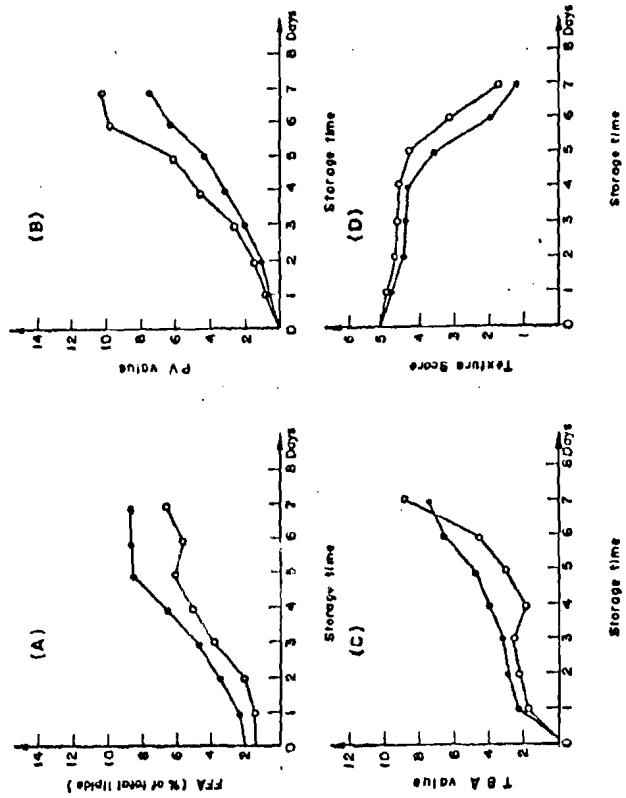 (A)
FFA (% of total lipids)
14
12
10
8
6
4
2
0 1 2 3 4 5 6 7 8 Days
Storage time
(B)
P V value
14
12
10
8
6
4
2
0 1 2 3 4 5 6 7 8 Days
Storage time
(C)
T B A value
14
12
10
8
6
4
2
0 1 2 3 4 5 6 7 8 Days
Storage time
(D)
Texture Score
6
5
4
3
2
1
0 1 2 3 4 5 6 7 8 Days
Storage time